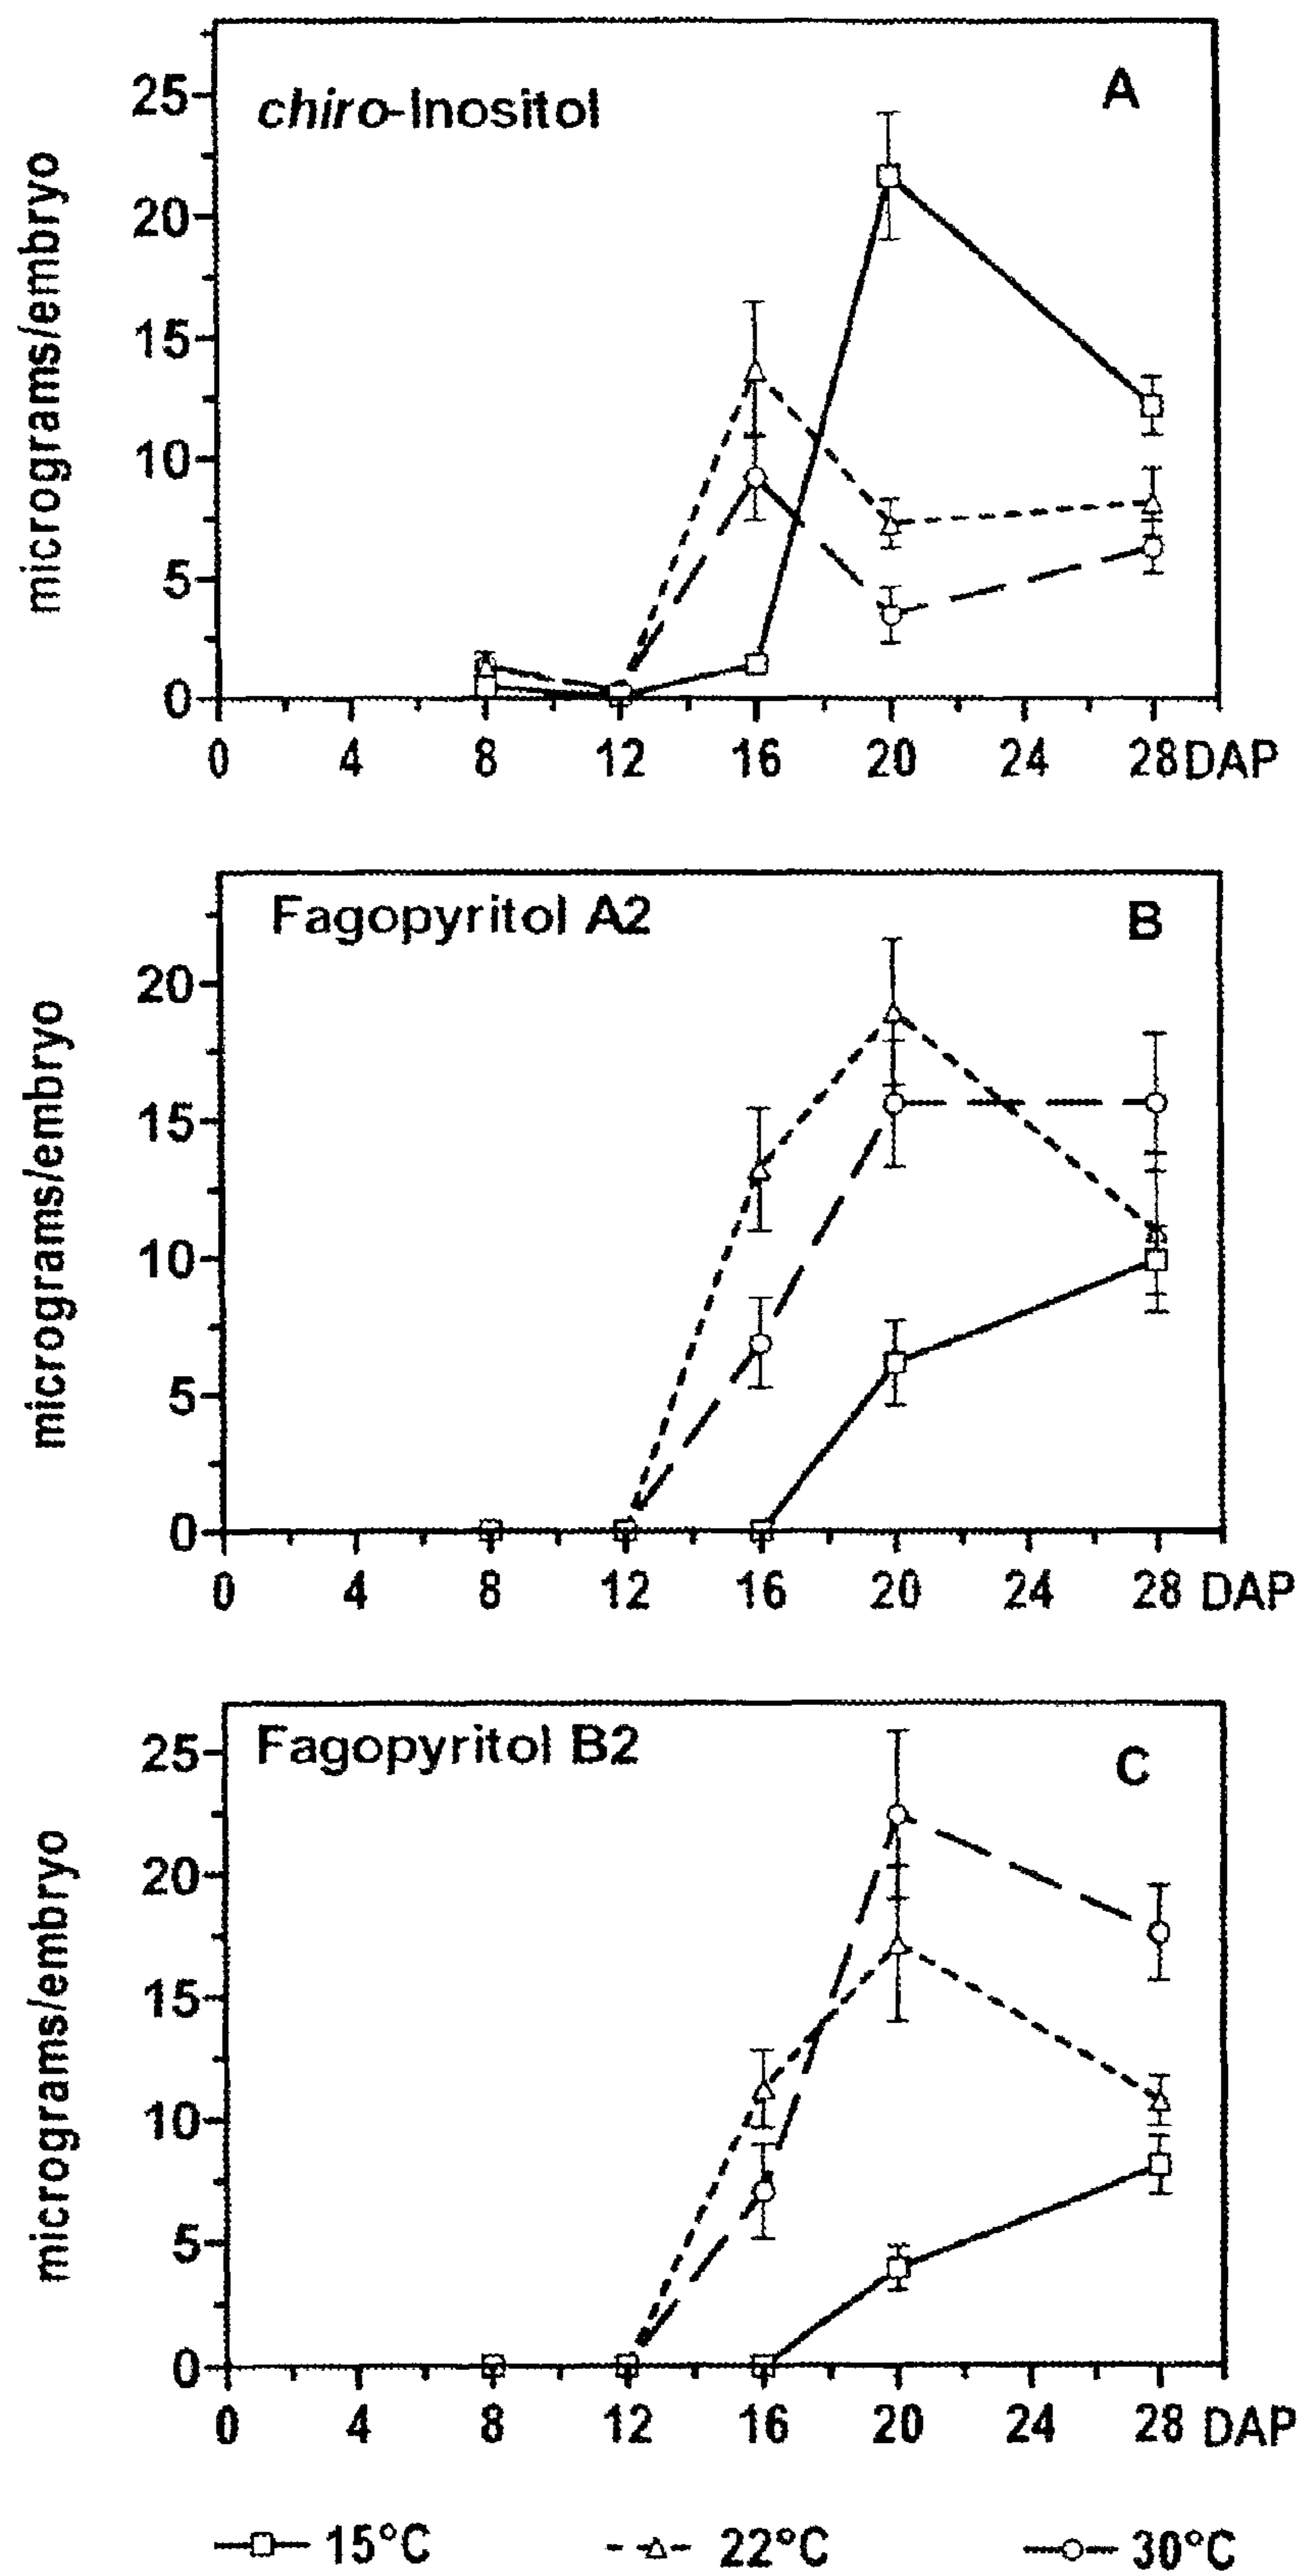 chiro-Inositol A
micrograms/embryo
25
20
15
10
5
0
0 4 8 12 16 20 24 28 DAP
Fagopyritol A2 B
micrograms/embryo
20
15
10
5
0
0 4 8 12 16 20 24 28 DAP
Fagopyritol B2 C
micrograms/embryo
25
20
15
10
5
0
0 4 8 12 16 20 24 28 DAP
15°C 22°C 30°C